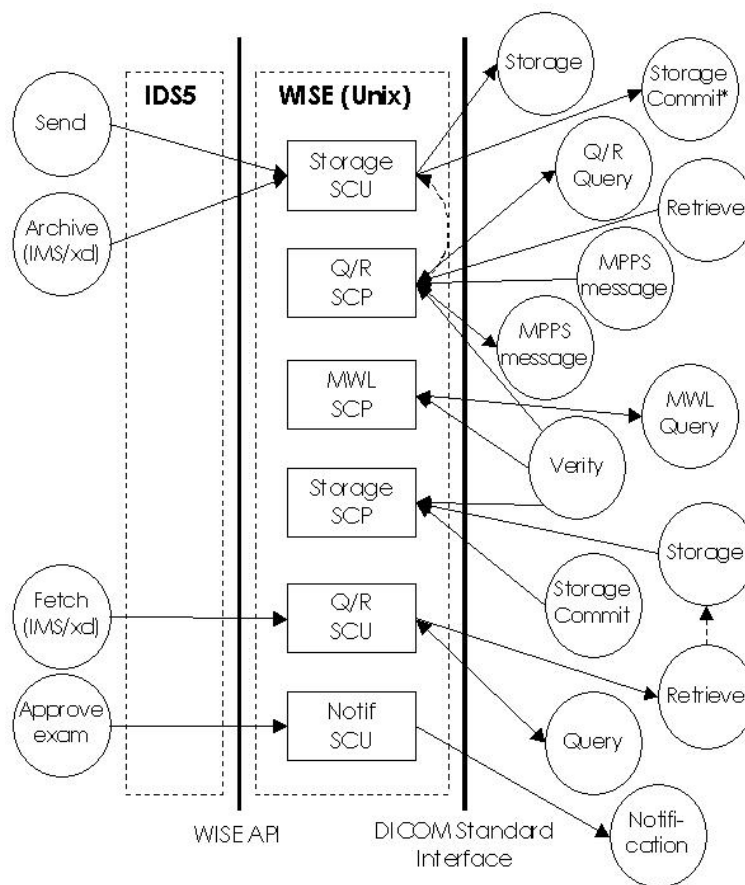 IDS5
WISE (Unix)
Send
Archive
(IMS/xd)
Fetch
(IMS/xd)
Approve
exam
Storage
SCU
Q/R
SCP
MWL
SCP
Storage
SCP
Q/R
SCU
Notif
SCU
Storage
Storage
Commit*
Q/R
Query
Retrieve
MPPS
message
MPPS
message
MWL
Query
Verity
Storage
Storage
Commit
Retrieve
Query
Notifi-
cation
WISE API
DICOM Standard
Interface